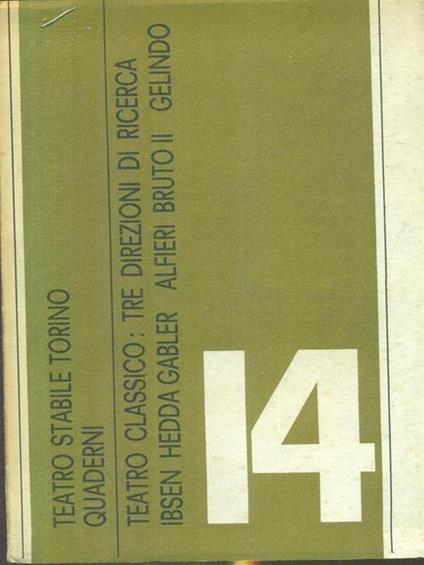 TEATRO STABILE TORINO
QUADERNI
TEATRO CLASSICO: TRE DIREZIONI DI RICERCA
IBSEN HEDDA GABLER ALFIERI BRUTO II GELINDO
14